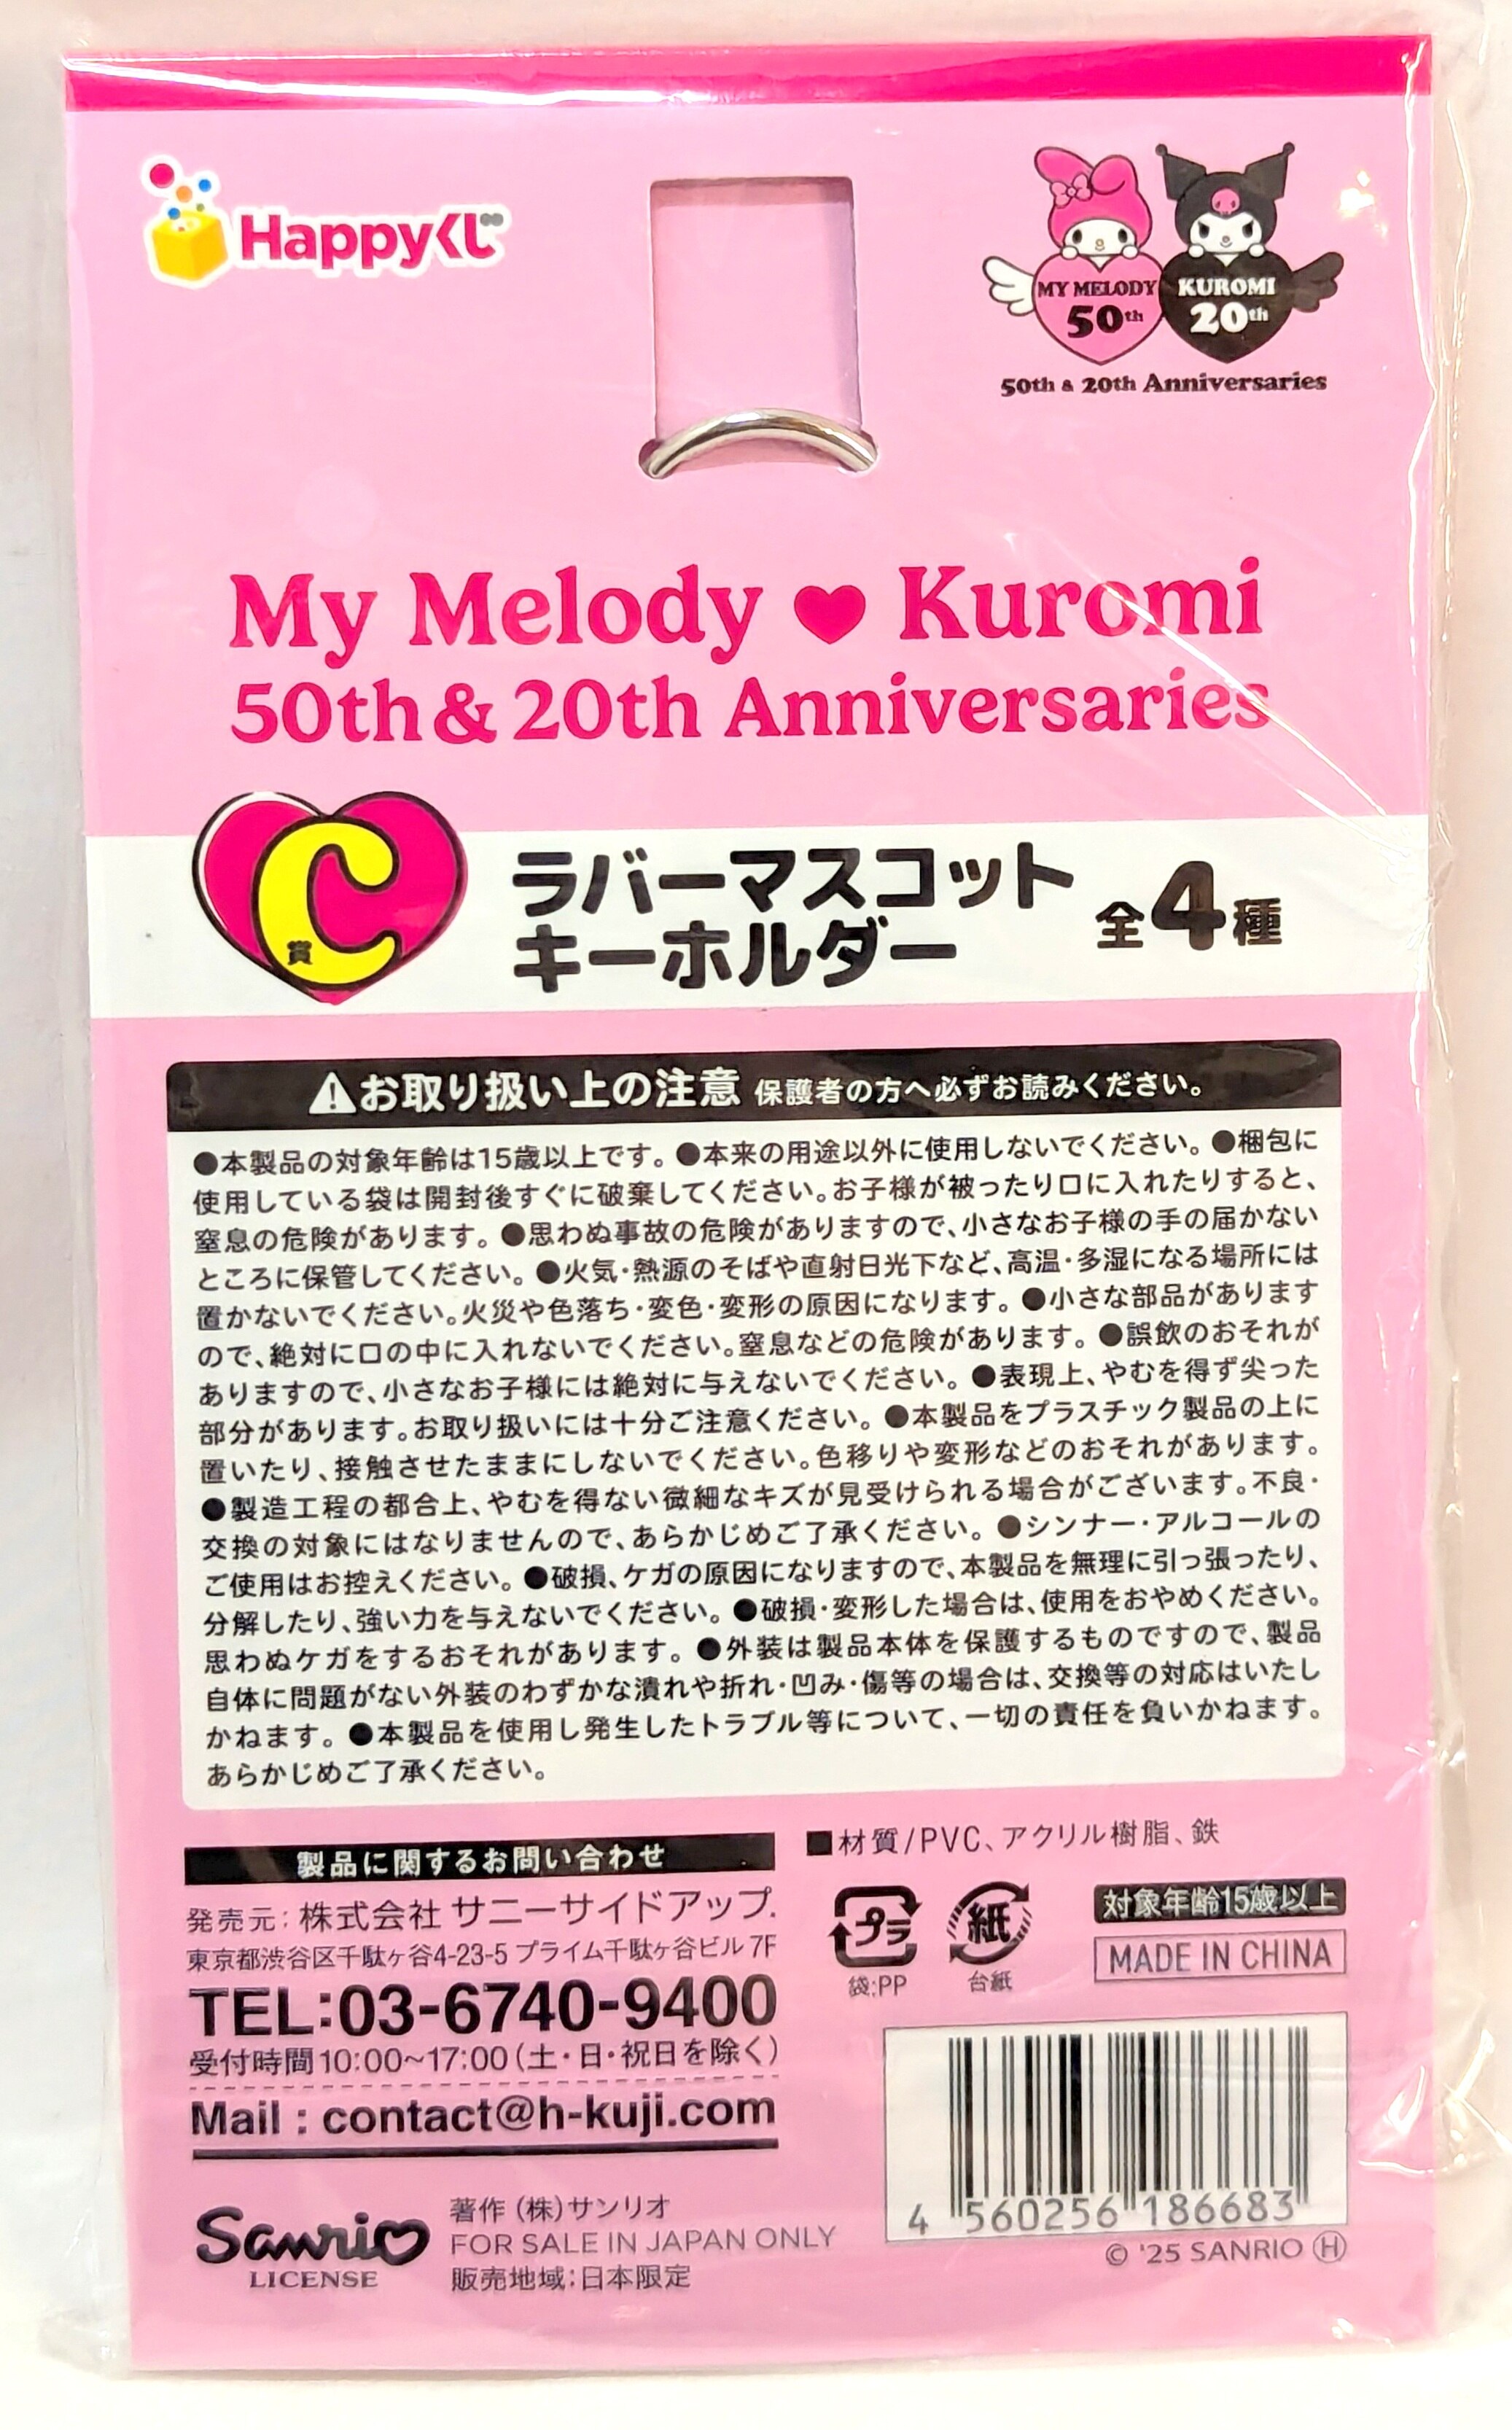 Happyくじ
MY MELODY 50th
KUROMI 20th
50th & 20th Anniversaries
My Melody ♥ Kuromi
50th & 20th Anniversaries
C賞
ラバーマスコット
キーホルダー
全4種
⚠お取り扱い上の注意 保護者の方へ必ずお読みください。
●本製品の対象年齢は15歳以上です。●本来の用途以外に使用しないでください。●梱包に
使用している袋は開封後すぐに破棄してください。お子様が被ったり口に入れたりすると、
窒息の危険があります。●思わぬ事故の危険がありますので、小さなお子様の手の届かない
ところに保管してください。●火気・熱源のそばや直射日光下など、高温・多湿になる場所には
置かないでください。火災や色落ち・変色・変形の原因になります。●小さな部品があります
ので、絶対に口の中に入れないでください。窒息などの危険があります。●誤飲のおそれが
ありますので、小さなお子様には絶対に与えないでください。●表現上、やむを得ず尖った
部分があります。お取り扱いには十分ご注意ください。●本製品をプラスチック製品の上に
置いたり、接触させたままにしないでください。色移りや変形などのおそれがあります。
●製造工程の都合上、やむを得ない微細なキズが見受けられる場合がございます。不良・
交換の対象にはなりませんので、あらかじめご了承ください。●シンナー・アルコールの
ご使用はお控えください。●破損、ケガの原因になりますので、本製品を無理に引っ張ったり、
分解したり、強い力を与えないでください。●破損・変形した場合は、使用をおやめください。
思わぬケガをするおそれがあります。●外装は製品本体を保護するものですので、製品
自体に問題がない外装のわずかな潰れや折れ・凹み・傷等の場合は、交換等の対応はいたし
かねます。●本製品を使用し発生したトラブル等について、一切の責任を負いかねます。
あらかじめご了承ください。
製品に関するお問い合わせ
発売元：株式会社 サニーサイドアップ.
東京都渋谷区千駄ヶ谷4-23-5 プライム千駄ヶ谷ビル 7F
TEL:03-6740-9400
受付時間10:00~17:00（土・日・祝日を除く）
Mail : contact@h-kuji.com
■材質/PVC、アクリル樹脂、鉄
プラ
袋:PP
紙
台紙
対象年齢15歳以上
MADE IN CHINA
4 560256 186683
© '25 SANRIO Ⓗ
Sanrio
LICENSE
著作 （株）サンリオ
FOR SALE IN JAPAN ONLY
販売地域：日本限定